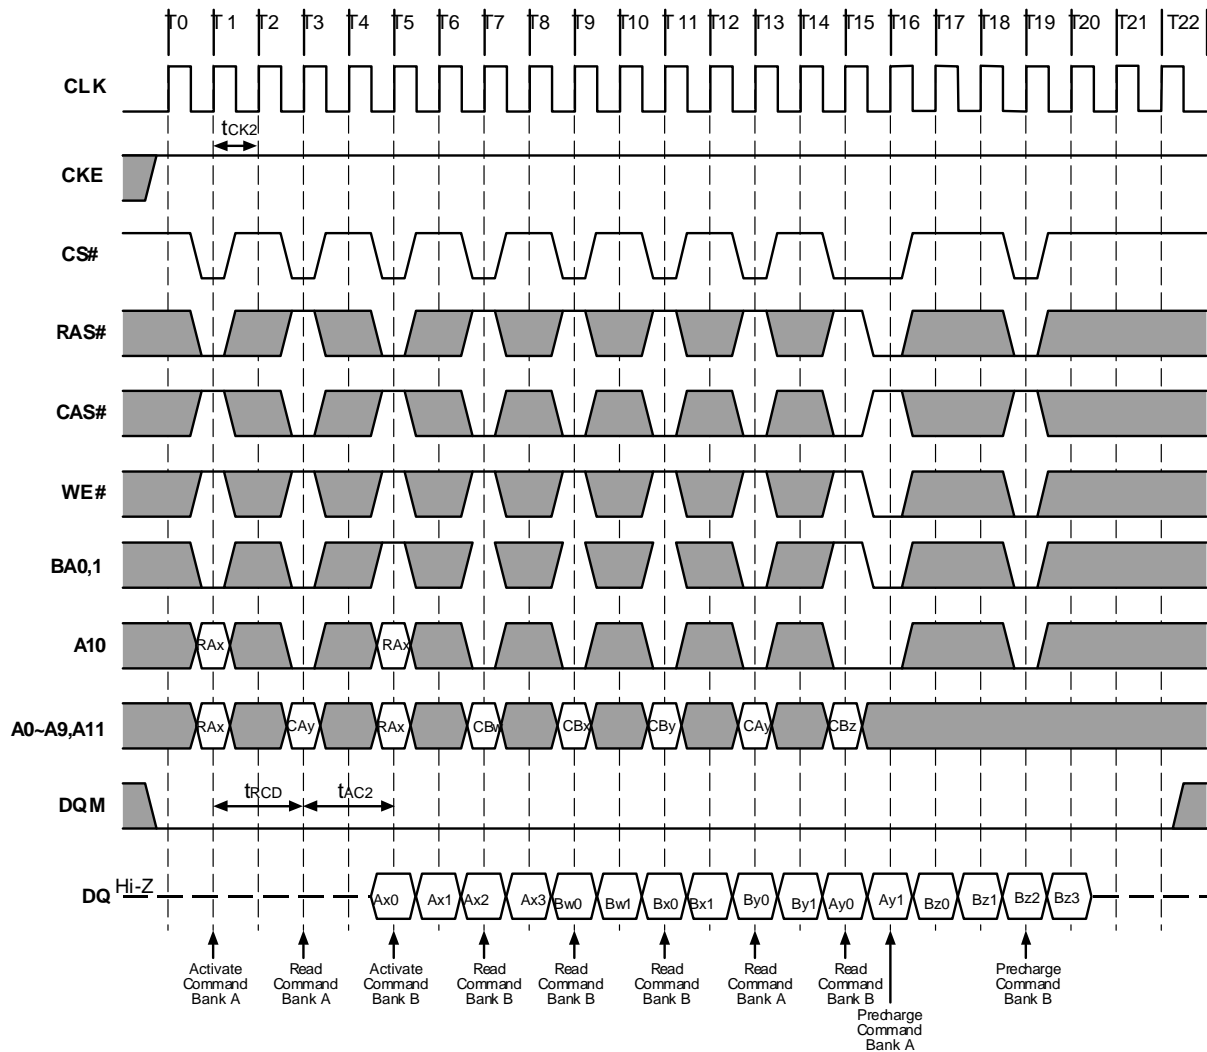 T0 T 1 T2 T3 T4 T5 T6 T7 T8 T9 T10 T 11 T12 T13 T14 T15 T16 T17 T18 T19 T20 T21 T22
CLK
tCK2
CKE
CS#
RAS#
CAS#
WE#
BA0,1
A10 RAx RAx
A0~A9,A11 RAx CAy RAx CBw CBx CBy CAy CBz
DQM tRCD tAC2
DQ Hi-Z Ax0 Ax1 Ax2 Ax3 Bw0 Bw1 Bx0 Bx1 By0 By1 Ay0 Ay1 Bz0 Bz1 Bz2 Bz3
Activate Command Bank A
Read Command Bank A
Activate Command Bank B
Read Command Bank B
Read Command Bank B
Read Command Bank B
Read Command Bank A
Read Command Bank B
Precharge Command Bank A
Precharge Command Bank B